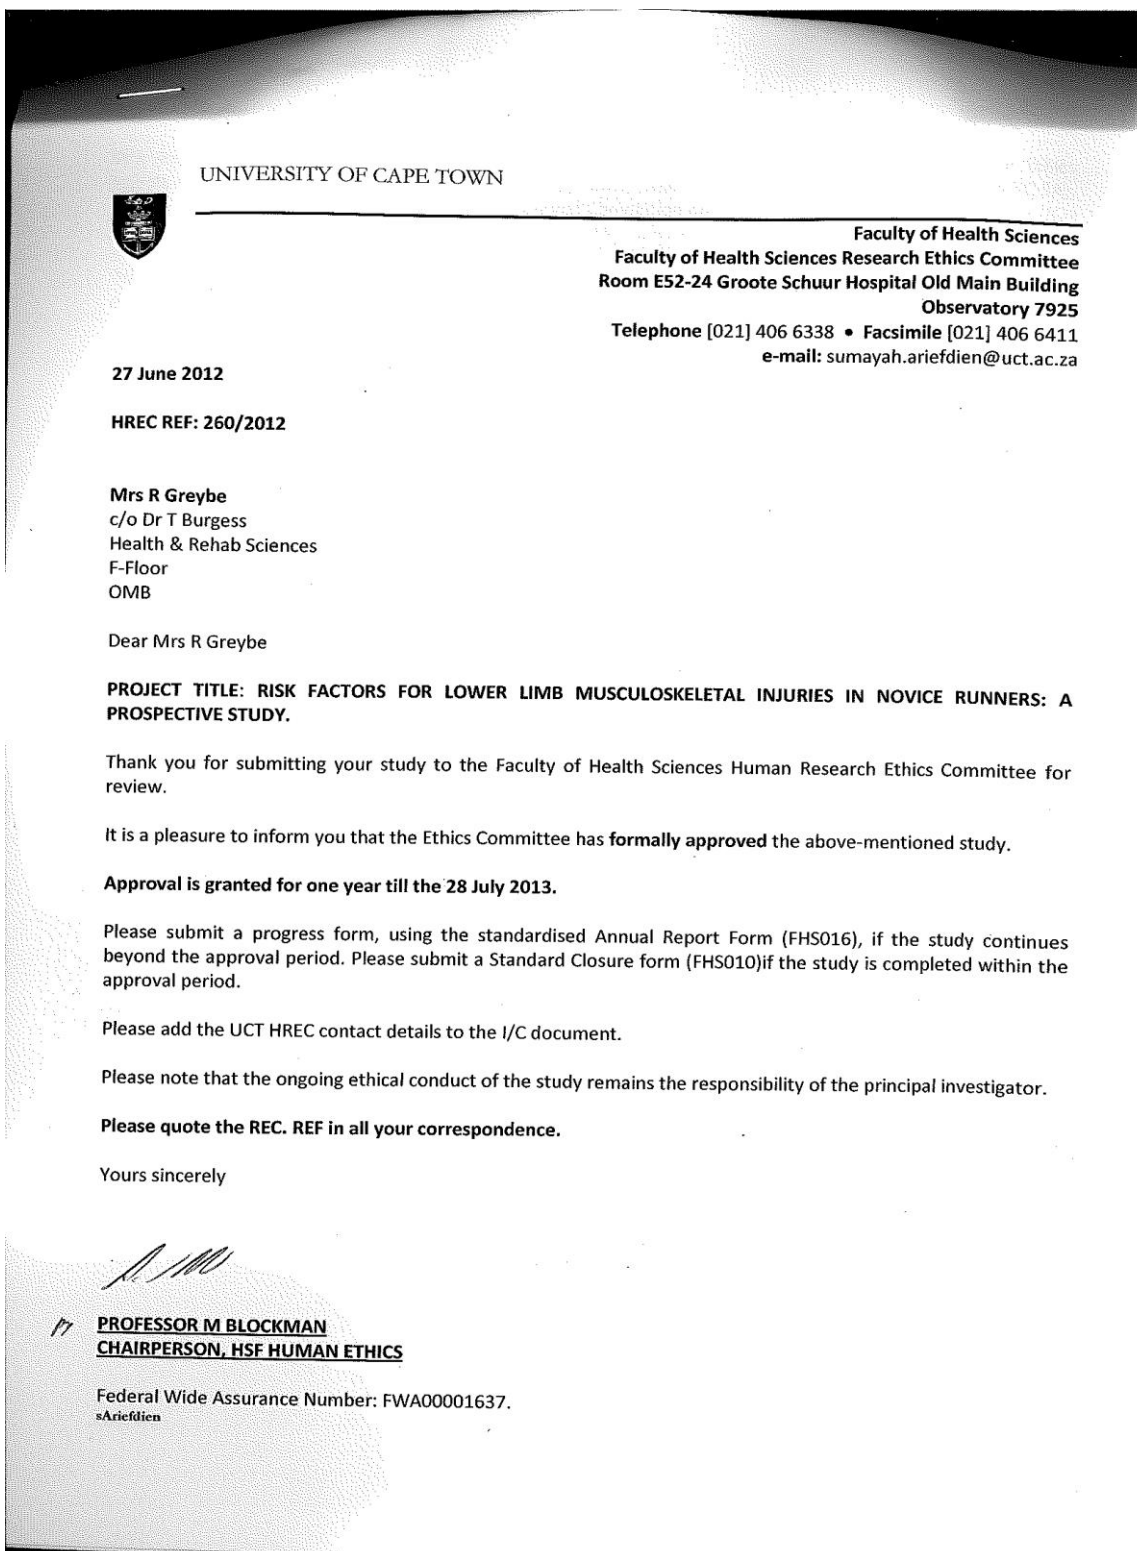 UNIVERSITY OF CAPE TOWN
Faculty of Health Sciences
Faculty of Health Sciences Research Ethics Committee
Room E52-24 Groote Schuur Hospital Old Main Building
Observatory 7925
Telephone [021] 406 6338 • Facsimile [021] 406 6411
e-mail: sumayah.ariefdien@uct.ac.za
27 June 2012
HREC REF: 260/2012
Mrs R Greybe
c/o Dr T Burgess
Health & Rehab Sciences
F-Floor
OMB
Dear Mrs R Greybe
PROJECT TITLE: RISK FACTORS FOR LOWER LIMB MUSCULOSKELETAL INJURIES IN NOVICE RUNNERS: A
PROSPECTIVE STUDY.
Thank you for submitting your study to the Faculty of Health Sciences Human Research Ethics Committee for
review.
It is a pleasure to inform you that the Ethics Committee has formally approved the above-mentioned study.
Approval is granted for one year till the 28 July 2013.
Please submit a progress form, using the standardised Annual Report Form (FHS016), if the study continues
beyond the approval period. Please submit a Standard Closure form (FHS010)if the study is completed within the
approval period.
Please add the UCT HREC contact details to the I/C document.
Please note that the ongoing ethical conduct of the study remains the responsibility of the principal investigator.
Please quote the REC. REF in all your correspondence.
Yours sincerely
PROFESSOR M BLOCKMAN
CHAIRPERSON, HSF HUMAN ETHICS
Federal Wide Assurance Number: FWA00001637.
sAriefdien